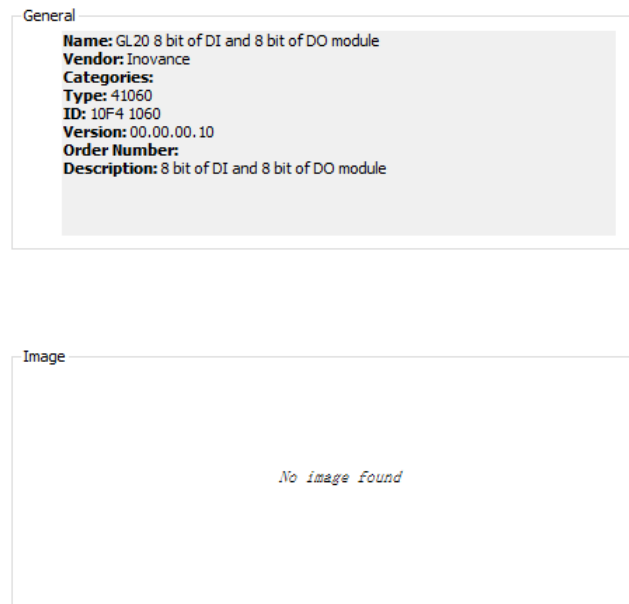 General
Name: GL20 8 bit of DI and 8 bit of DO module
Vendor: Inovance
Categories:
Type: 41060
ID: 10F4 1060
Version: 00.00.00.10
Order Number:
Description: 8 bit of DI and 8 bit of DO module
Image
No image found